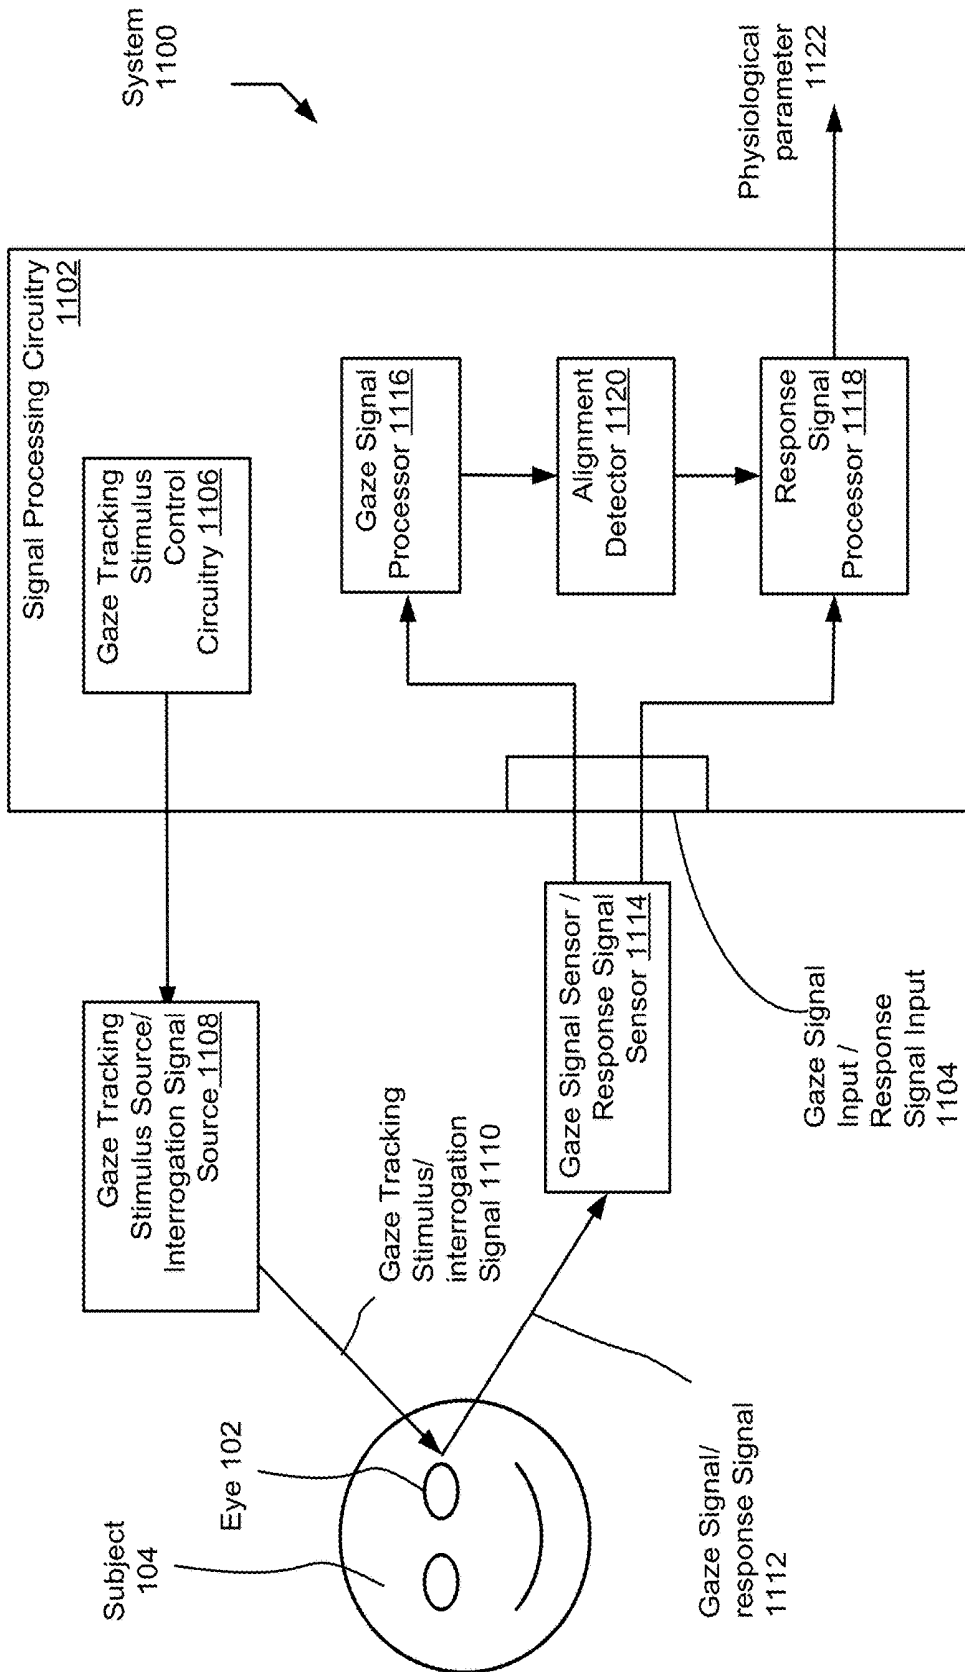 System
1100
Signal Processing Circuitry
1102
Gaze Tracking
Stimulus
Control
Circuitry 1106
Gaze Signal
Processor 1116
Alignment
Detector 1120
Response
Signal
Processor 1118
Physiological
parameter
1122
Gaze Tracking
Stimulus Source/
Interrogation Signal
Source 1108
Gaze Tracking
Stimulus/
interrogation
Signal 1110
Gaze Signal Sensor /
Response Signal
Sensor 1114
Gaze Signal
Input /
Response
Signal Input
1104
Subject
104
Eye 102
Gaze Signal/
response Signal
1112